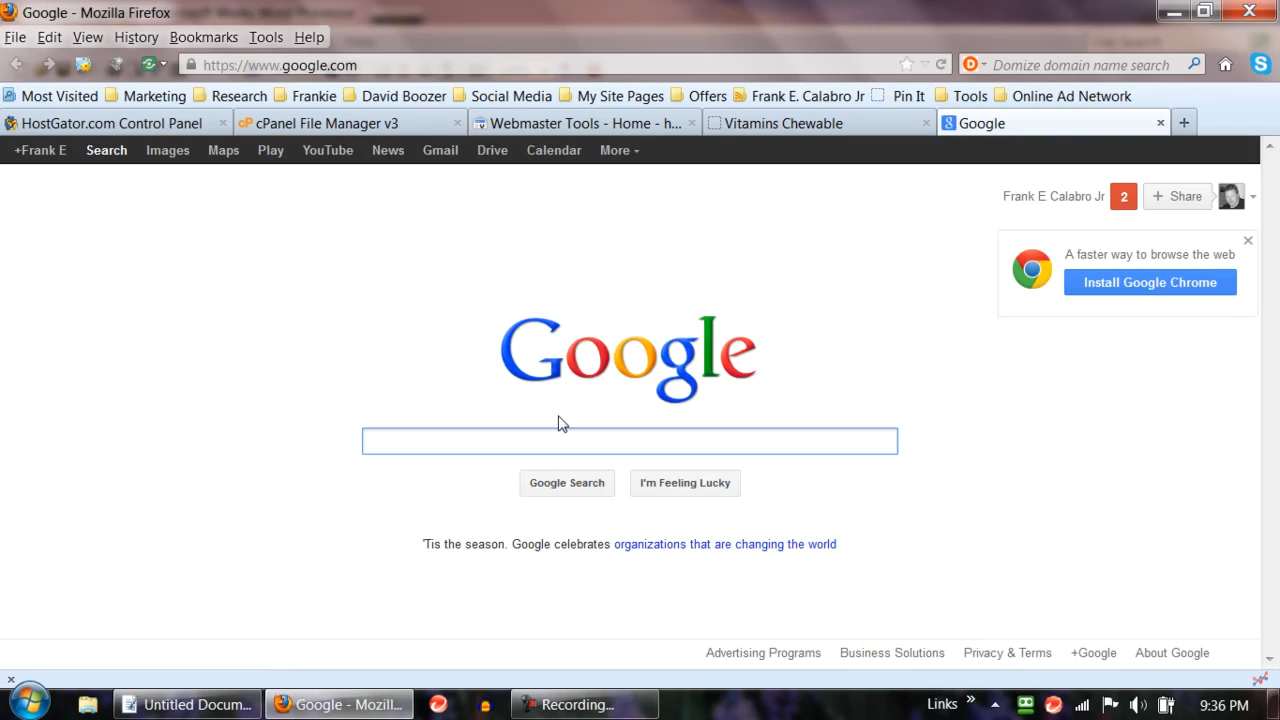 Google - Mozilla Firefox
File Edit View History Bookmarks Tools Help
https://www.google.com Domize domain name search
Most Visited Marketing Research Frankie David Boozer Social Media My Site Pages Offers Frank E. Calabro Jr Pin It Tools Online Ad Network
HostGator.com Control Panel cPanel File Manager v3 Webmaster Tools - Home - h... Vitamins Chewable Google
+Frank E Search Images Maps Play YouTube News Gmail Drive Calendar More
Frank E Calabro Jr 2 + Share
A faster way to browse the web
Install Google Chrome
Google
Google Search I'm Feeling Lucky
'Tis the season. Google celebrates organizations that are changing the world
Advertising Programs Business Solutions Privacy & Terms +Google About Google
Untitled Docum... Google - Mozill... Recording... Links » 9:36 PM